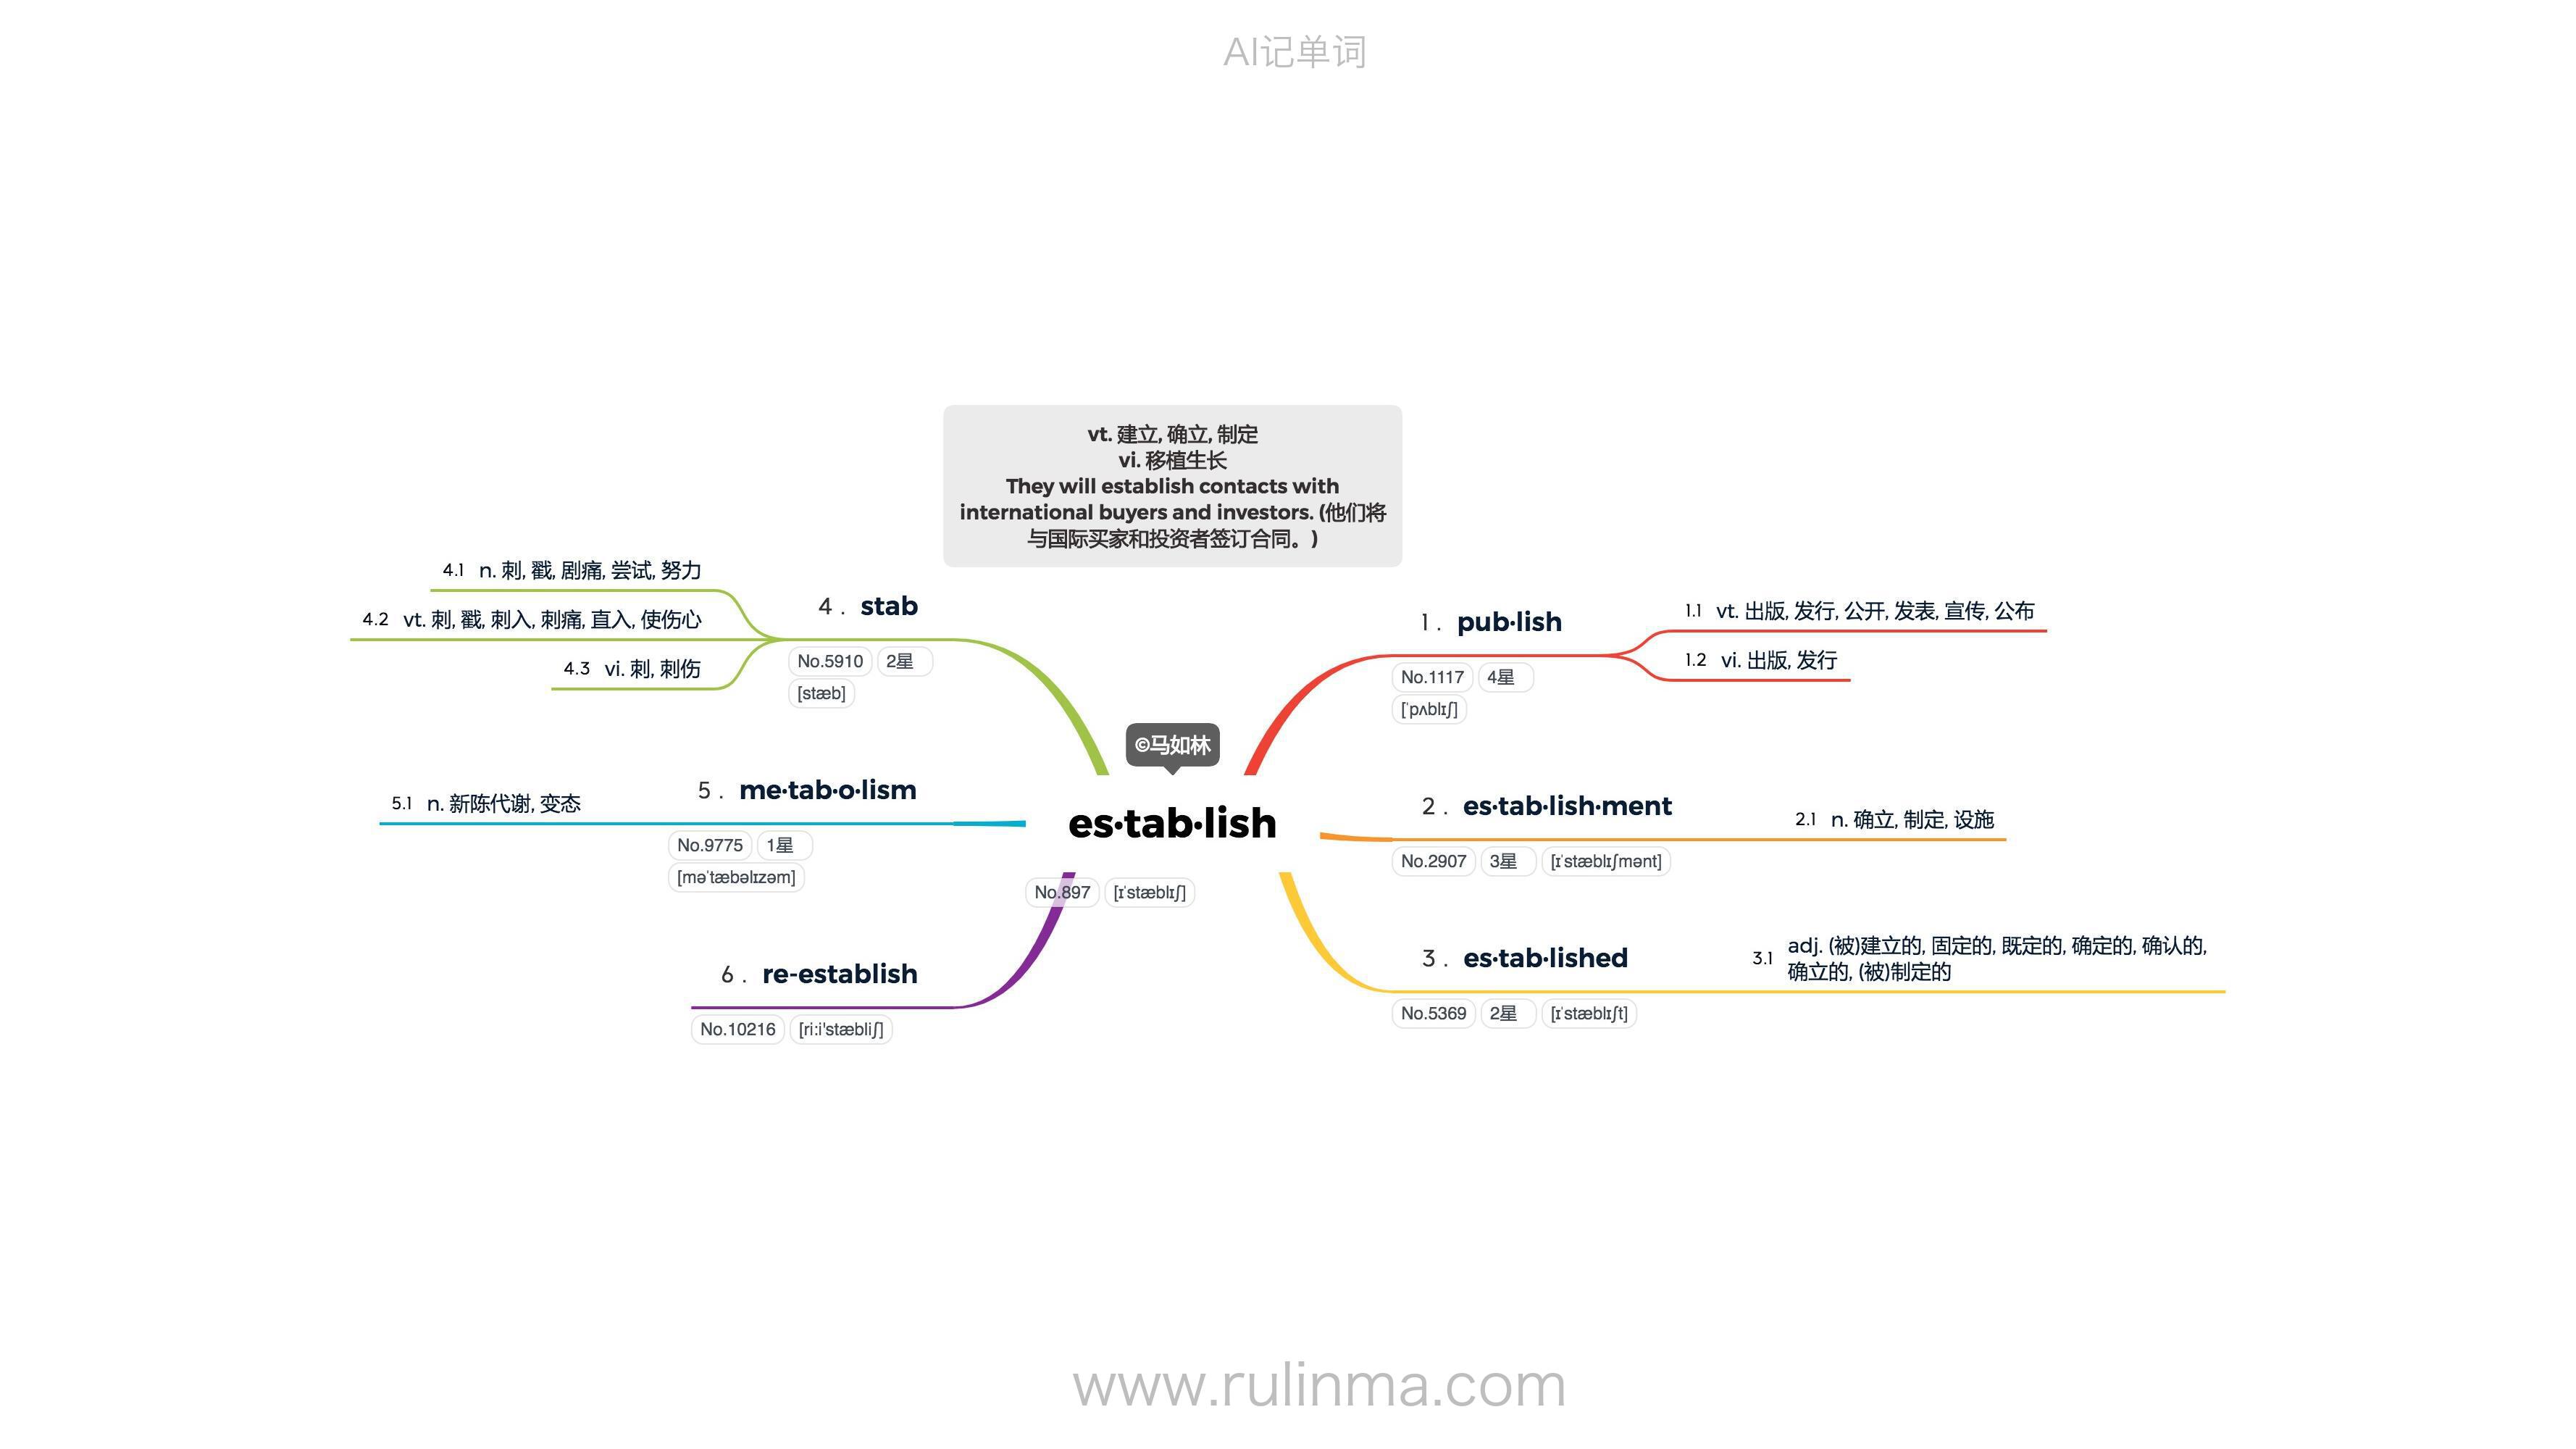 AI记单词
vt. 建立, 确立, 制定
vi. 移植生长
They will establish contacts with
international buyers and investors. (他们将
与国际买家和投资者签订合同。)
©马如林
es·tab·lish
No.897 [ɪˈstæblɪʃ]
1 . pub·lish
No.1117 4星
[ˈpʌblɪʃ]
1.1 vt. 出版, 发行, 公开, 发表, 宣传, 公布
1.2 vi. 出版, 发行
2 . es·tab·lish·ment
No.2907 3星 [ɪˈstæblɪʃmənt]
2.1 n. 确立, 制定, 设施
3 . es·tab·lished
No.5369 2星 [ɪˈstæblɪʃt]
3.1 adj. (被)建立的, 固定的, 既定的, 确定的, 确认的,
确立的, (被)制定的
4 . stab
No.5910 2星
[stæb]
4.1 n. 刺, 戳, 剧痛, 尝试, 努力
4.2 vt. 刺, 戳, 刺入, 刺痛, 直入, 使伤心
4.3 vi. 刺, 刺伤
5 . me·tab·o·lism
No.9775 1星
[məˈtæbəlɪzəm]
5.1 n. 新陈代谢, 变态
6 . re-establish
No.10216 [ri:i'stæbliʃ]
www.rulinma.com